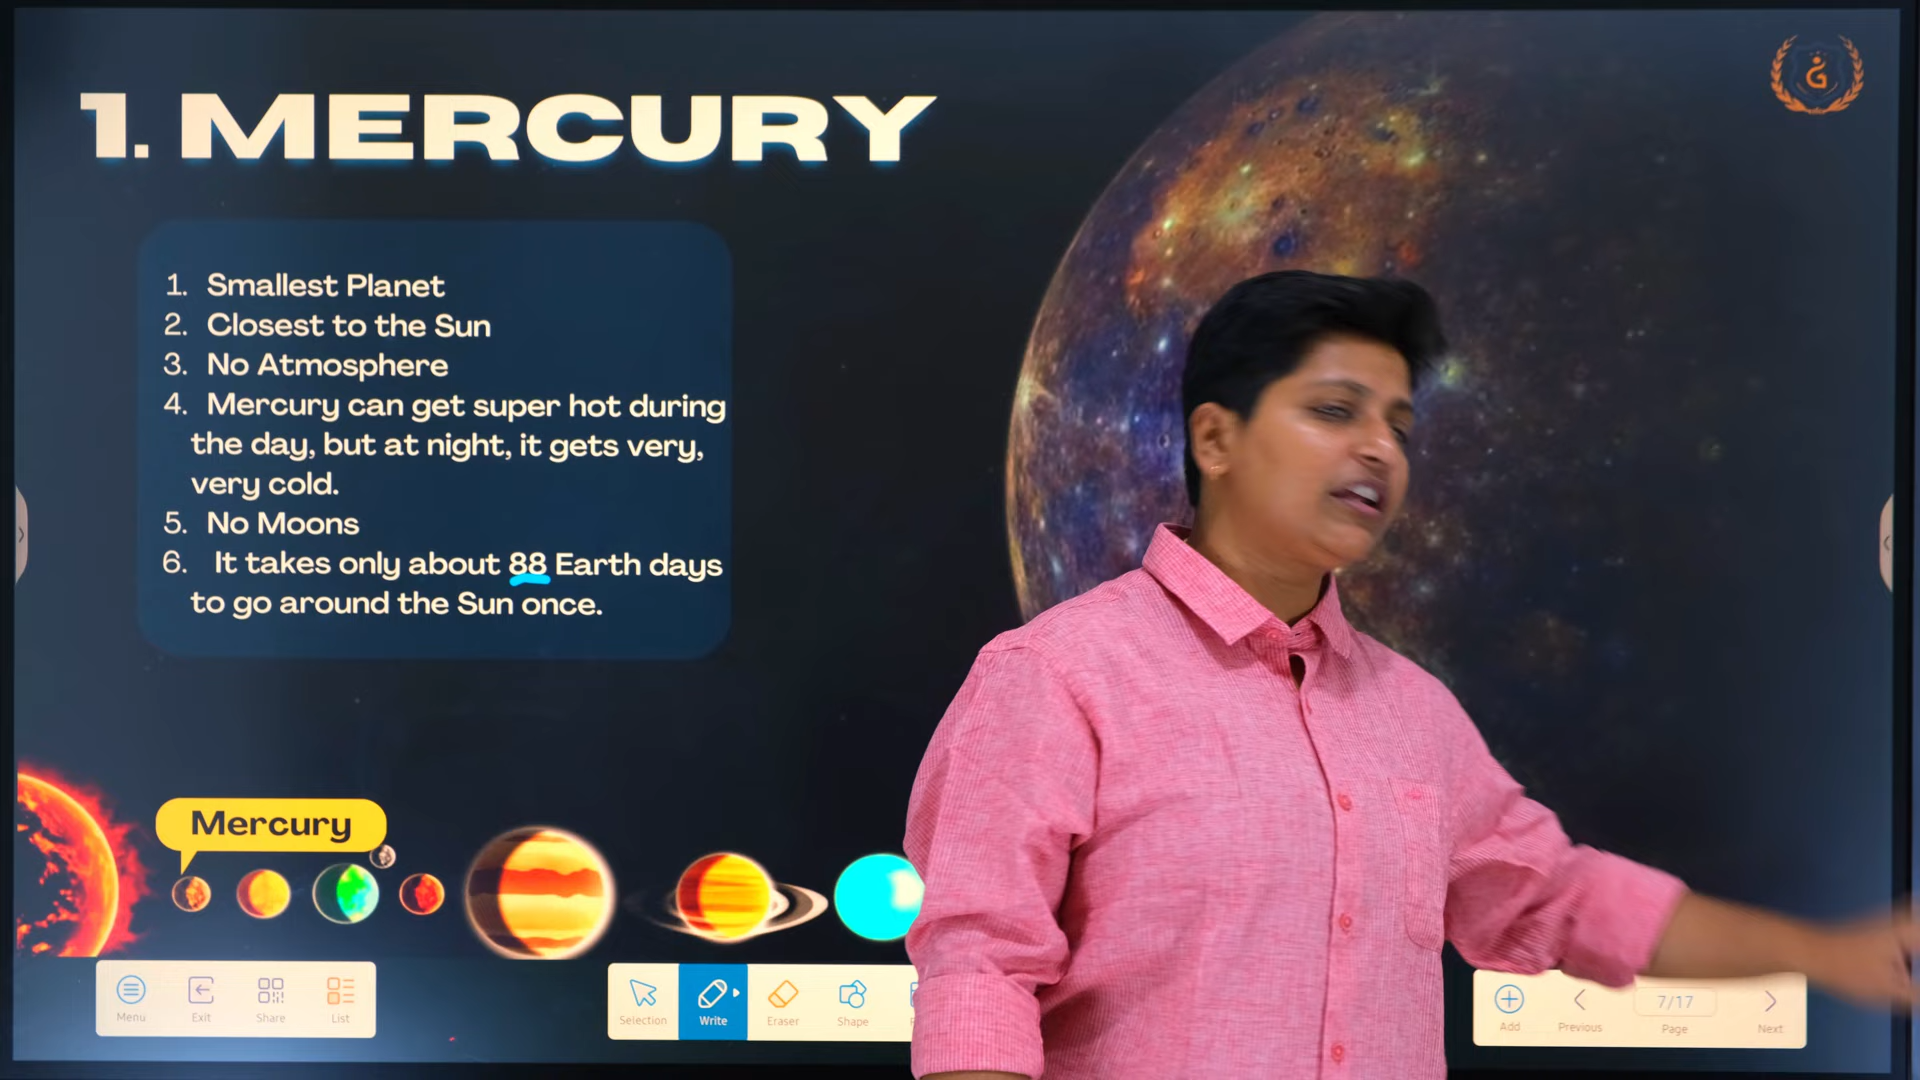 1. MERCURY
1. Smallest Planet
2. Closest to the Sun
3. No Atmosphere
4. Mercury can get super hot during
the day, but at night, it gets very,
very cold.
5. No Moons
6. It takes only about 88 Earth days
to go around the Sun once.
Mercury
Menu Exit Share List
Selection Write Eraser Shape
Add Previous 7/17 Page Next